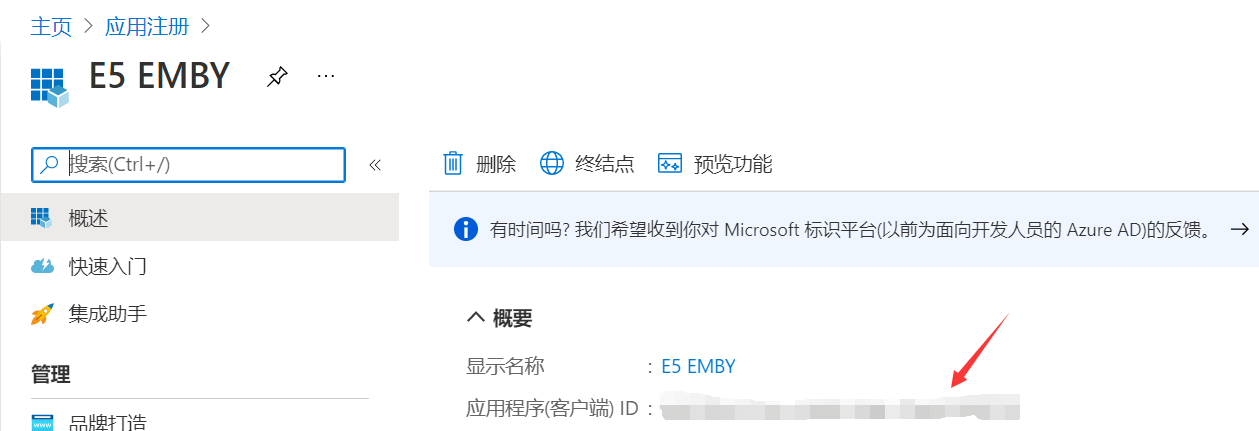 主页 > 应用注册 >
E5 EMBY ...
搜索(Ctrl+/) «
概述
快速入门
集成助手
管理
品牌打造
删除 终结点 预览功能
有时间吗? 我们希望收到你对 Microsoft 标识平台(以前为面向开发人员的 Azure AD)的反馈。 →
概要
显示名称 : E5 EMBY
应用程序(客户端) ID :